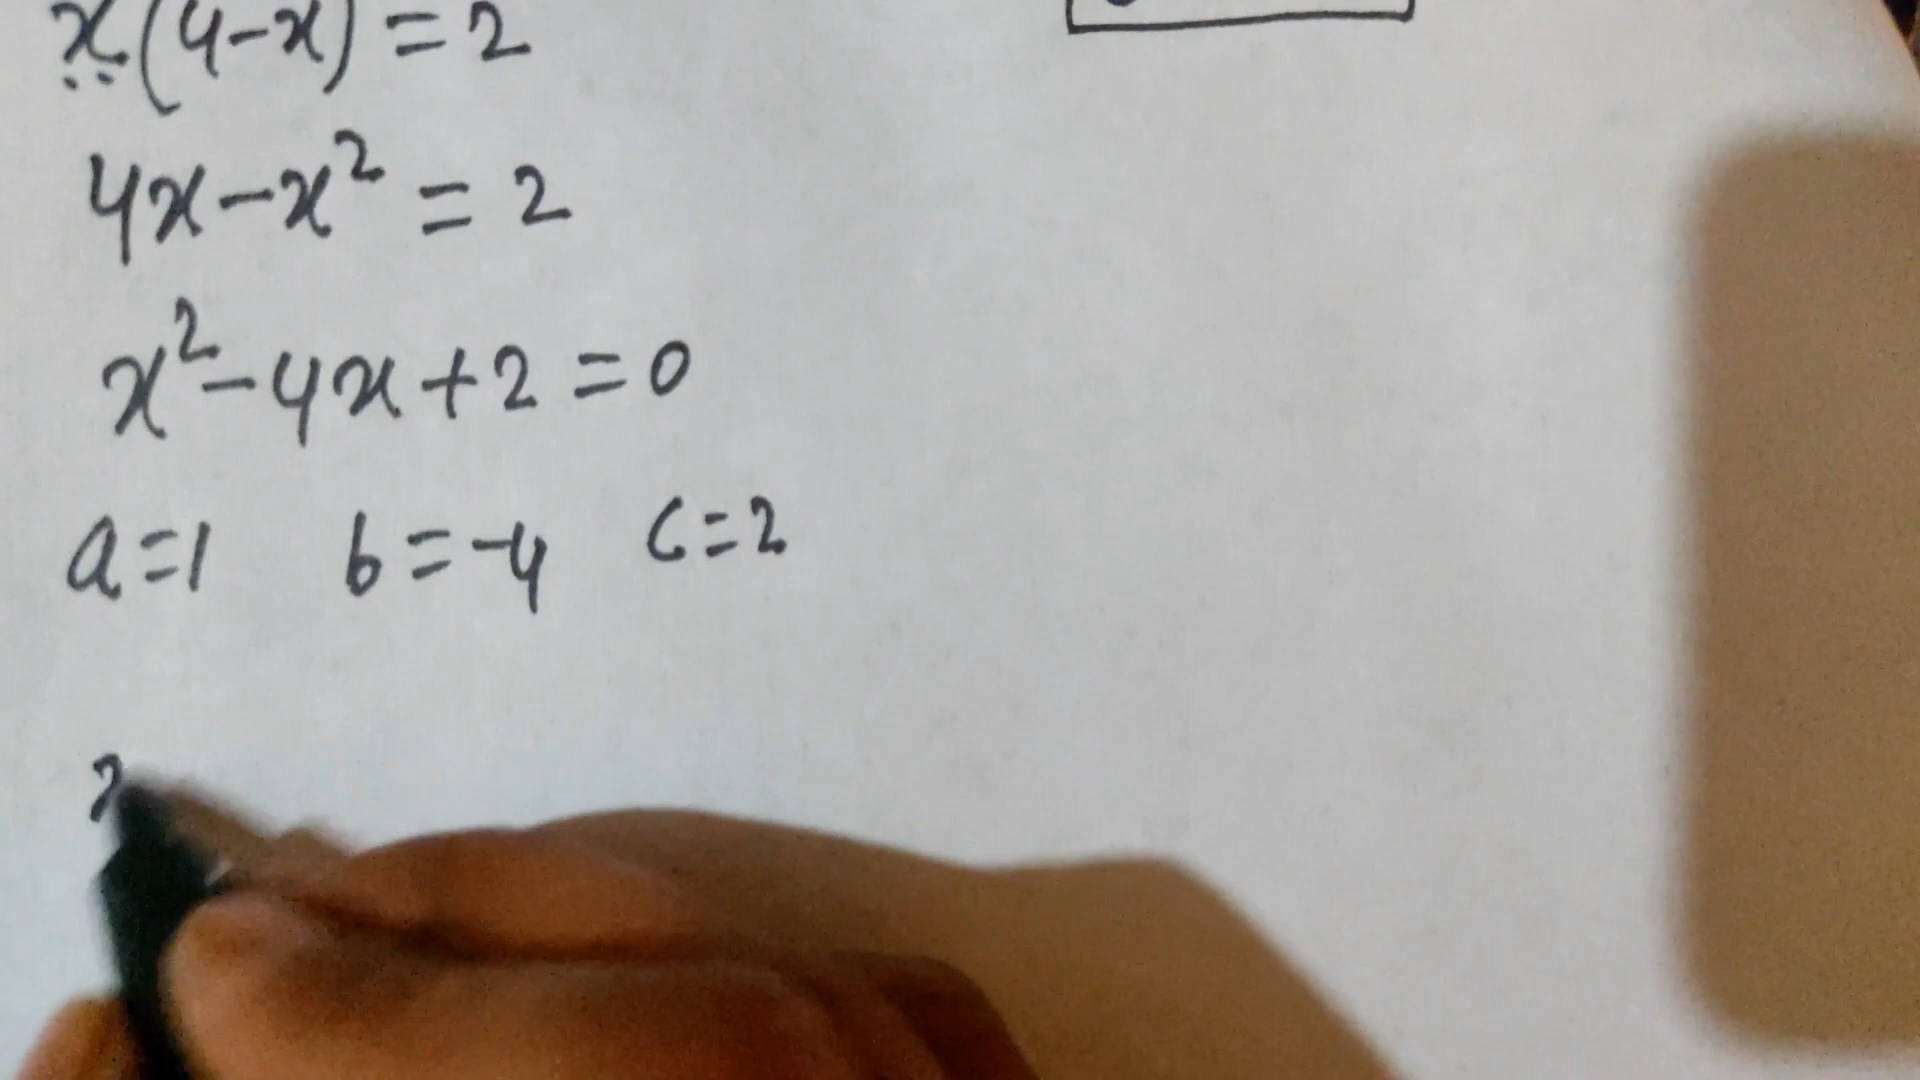 x(4-x) = 2
4x-x² = 2
x²-4x+2=0
a=1 b=-4 c=2
x